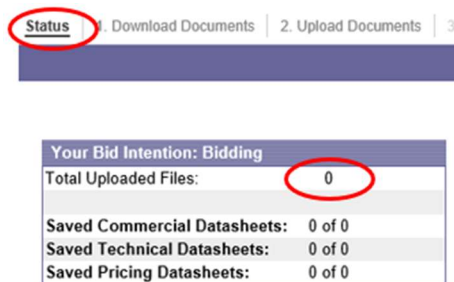 Status 1. Download Documents 2. Upload Documents 3
Your Bid Intention: Bidding
Total Uploaded Files: 0
Saved Commercial Datasheets: 0 of 0
Saved Technical Datasheets: 0 of 0
Saved Pricing Datasheets: 0 of 0